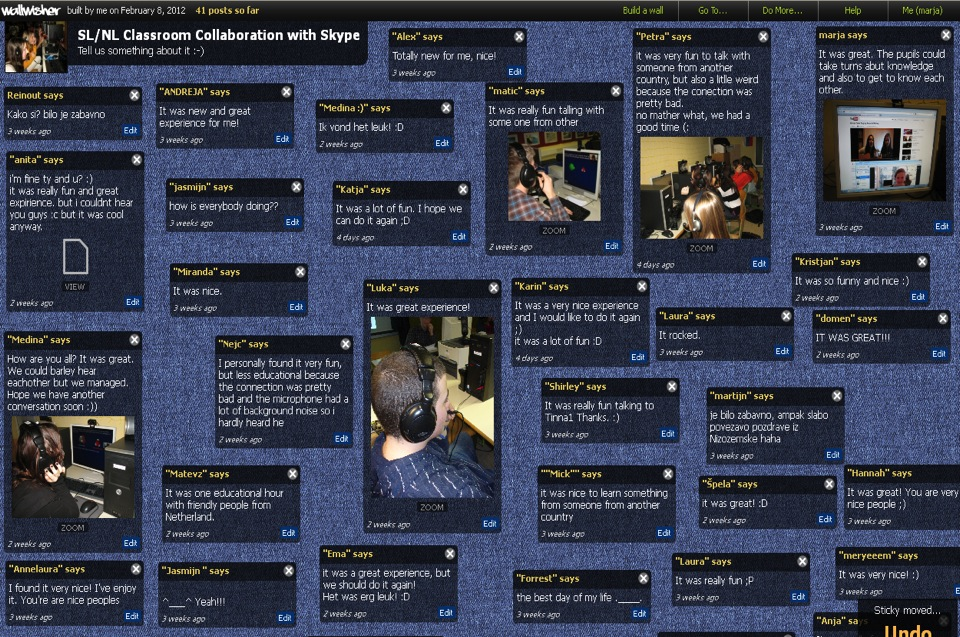 wallwisher built by me on February 8, 2012 41 posts so far
Build a wall Go To... Do More... Help Me (marja)
SL/NL Classroom Collaboration with Skype
Tell us something about it :-)
Reinout says
Kako si? bilo je zabavno
3 weeks ago Edit
"anita" says
i'm fine ty and u? :)
it was really fun and great
expirience. but i couldnt hear
you guys :c but it was cool
anyway.
VIEW
2 weeks ago Edit
"Medina" says
How are you all? It was great.
We could barley hear
eachother but we managed.
Hope we have another
conversation soon :))
ZOOM
2 weeks ago Edit
"Annelaura" says
I found it very nice! I've enjoy
it. You're are nice peoples
3 weeks ago Edit
"ANDREJA" says
It was new and great
experience for me!
3 weeks ago Edit
"jasmijn" says
how is everybody doing??
3 weeks ago Edit
"Miranda" says
It was nice.
3 weeks ago Edit
"Nejc" says
I personally found it very fun,
but less educational because
the connection was pretty
bad and the microphone had a
lot of background noise so i
hardly heard he
2 weeks ago Edit
"Matevz" says
It was one educational hour
with friendly people from
Netherland.
2 weeks ago Edit
"Jasmijn " says
^___^ Yeah!!!
3 weeks ago Edit
"Medina :)" says
Ik vond het leuk! :D
2 weeks ago Edit
"Katja" says
It was a lot of fun. I hope we
can do it again ;D
4 days ago Edit
"Luka" says
It was great experience!
ZOOM
2 weeks ago Edit
"Ema" says
it was a great experience, but
we should do it again!
Het was erg leuk! :D
2 weeks ago Edit
"Alex" says
Totally new for me, nice!
3 weeks ago Edit
"matic" says
It was really fun talling with
some one from other
ZOOM
2 weeks ago Edit
"Karin" says
It was a very nice experience
and I would like to do it again
;)
it was a lot of fun :D
4 days ago Edit
"Shirley" says
It was really fun talking to
Tinna1 Thanks. :)
3 weeks ago Edit
""Mick"" says
it was nice to learn something
from someone from another
country
3 weeks ago Edit
"Forrest" says
the best day of my life .____.
3 weeks ago Edit
"Petra" says
it was very fun to talk with
someone from another
country, but also a little weird
because the conection was
pretty bad.
no mather what, we had a
good time (:
ZOOM
4 days ago Edit
"Laura" says
It rocked.
3 weeks ago Edit
"martijn" says
je bilo zabavno, ampak slabo
povezavo pozdrave iz
Nizozemske haha
3 weeks ago Edit
"Špela" says
it was great! :D
2 weeks ago Edit
"Laura" says
It was really fun ;P
3 weeks ago Edit
marja says
It was great. The pupils could
take turns abut knowledge
and also to get to know each
other.
ZOOM
3 weeks ago Edit
"Kristjan" says
It was so funny and nice :)
2 weeks ago Edit
"domen" says
IT WAS GREAT!!!
2 weeks ago Edit
"Hannah" says
It was great! You are very
nice people ;)
3 weeks ago
"meryeeem" says
It was very nice! :)
3 weeks ago
"Anja" says
Sticky moved...
Undo